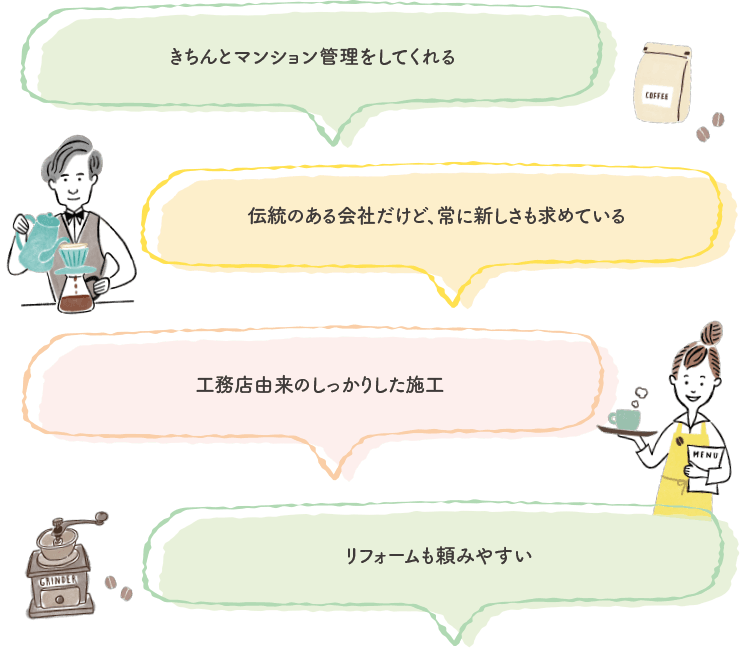 きちんとマンション管理をしてくれる
COFFEE
伝統のある会社だけど、常に新しさも求めている
工務店由来のしっかりした施工
MENU
リフォームも頼みやすい
GRINDER